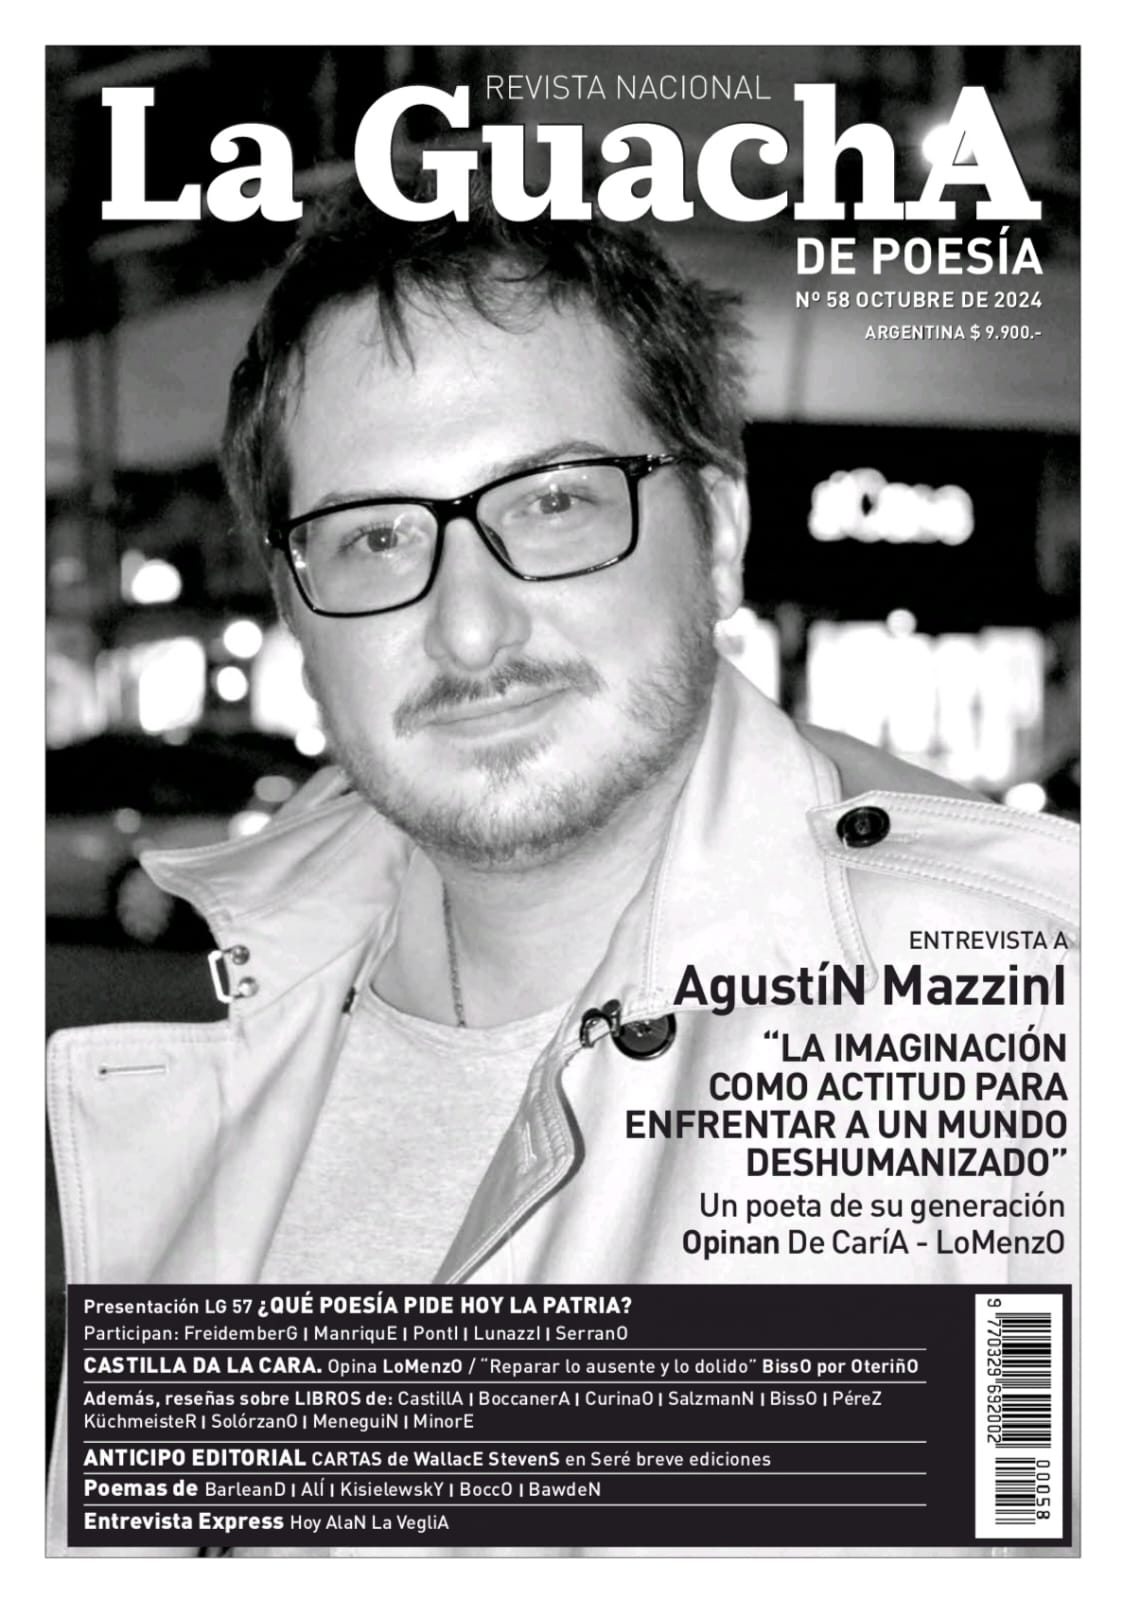 REVISTA NACIONAL
La GuachA
DE POESÍA
Nº 58 OCTUBRE DE 2024
ARGENTINA $ 9.900.-
ENTREVISTA A
AgustíN MazzinI
“LA IMAGINACIÓN
COMO ACTITUD PARA
ENFRENTAR A UN MUNDO
DESHUMANIZADO”
Un poeta de su generación
Opinan De CaríA - LoMenzO
Presentación LG 57 ¿QUÉ POESÍA PIDE HOY LA PATRIA?
Participan: FreidemberG | ManriquE | PontI | LunazzI | SerranO
CASTILLA DA LA CARA. Opina LoMenzO / “Reparar lo ausente y lo dolido” BissO por OteriñO
Además, reseñas sobre LIBROS de: CastillA | BoccanerA | CurinaO | SalzmanN | BissO | PéreZ
KüchmeisteR | SolórzanO | MeneguiN | MinorE
ANTICIPO EDITORIAL CARTAS de WallacE StevenS en Seré breve ediciones
Poemas de BarleanD | Alí | KisielewskY | BoccO | BawdeN
Entrevista Express Hoy AlaN La VegliA
9 770329 692002
00058